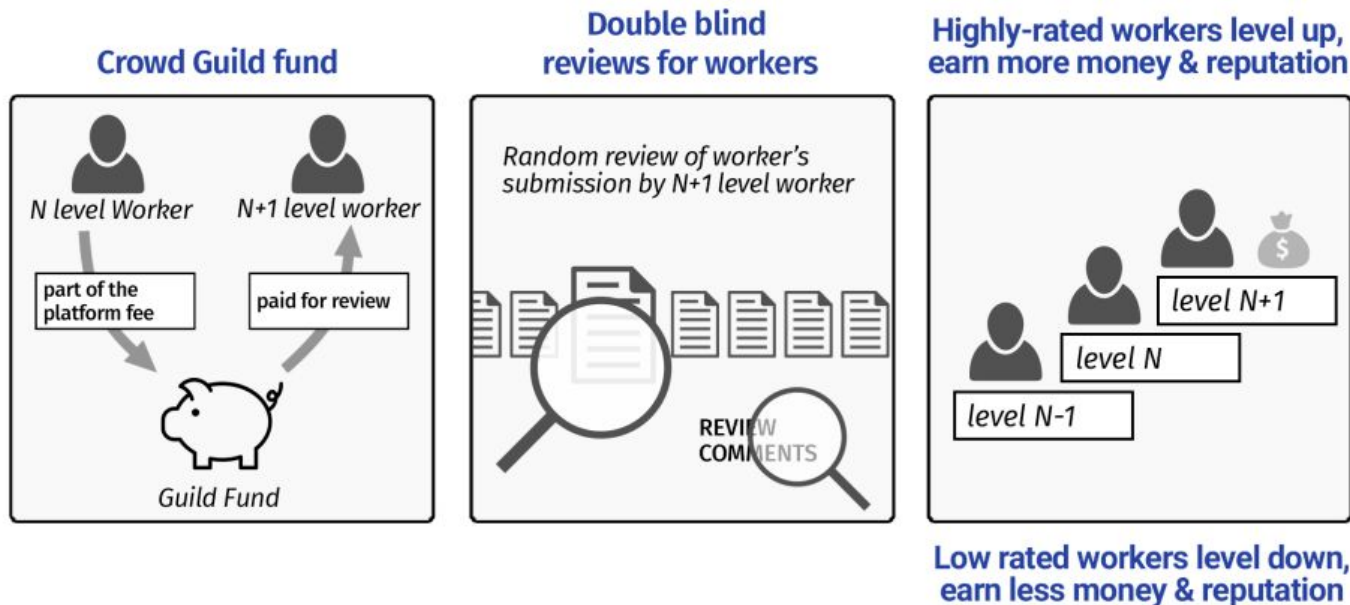 Crowd Guild fund
N level Worker
N+1 level worker
part of the
platform fee
paid for review
Guild Fund
Double blind
reviews for workers
Random review of worker's
submission by N+1 level worker
REVIEW
COMMENTS
Highly-rated workers level up,
earn more money & reputation
$
level N+1
level N
level N-1
Low rated workers level down,
earn less money & reputation